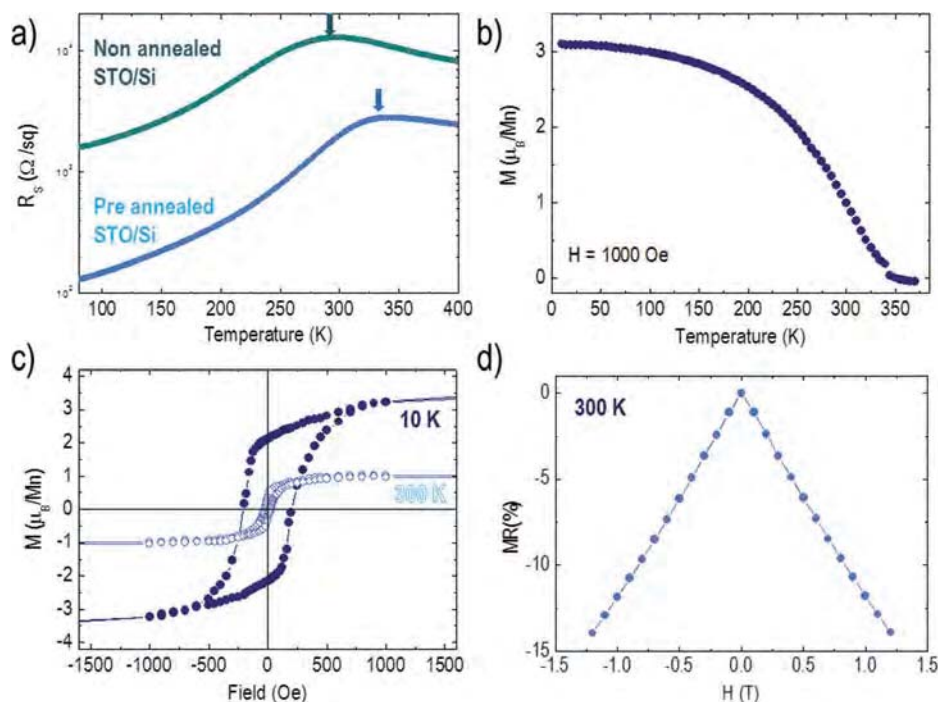 a)
Non annealed
STO/Si
Pre annealed
STO/Si
R_S (Ω /sq)
10^3
10^2
100 150 200 250 300 350 400
Temperature (K)
b)
M (μ_B/Mn)
3
2
1
0
H = 1000 Oe
0 50 100 150 200 250 300 350
Temperature (K)
c)
M (μ_B/Mn)
4
3
2
1
0
-1
-2
-3
-4
10 K
300 K
-1500 -1000 -500 0 500 1000 1500
Field (Oe)
d)
300 K
MR(%)
0
-5
-10
-15
-1.5 -1.0 -0.5 0.0 0.5 1.0 1.5
H (T)